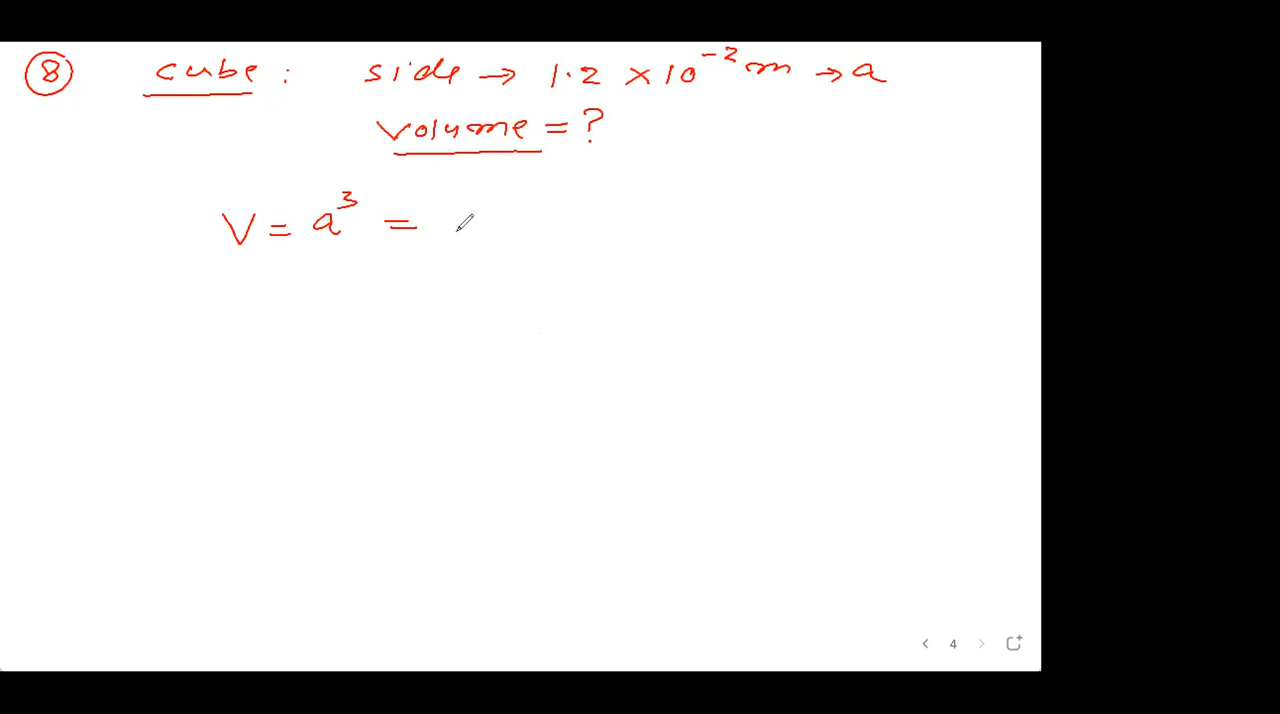 ⑧ cube : side → 1.2 × 10⁻² m → a
volume = ?
V = a³ =
4